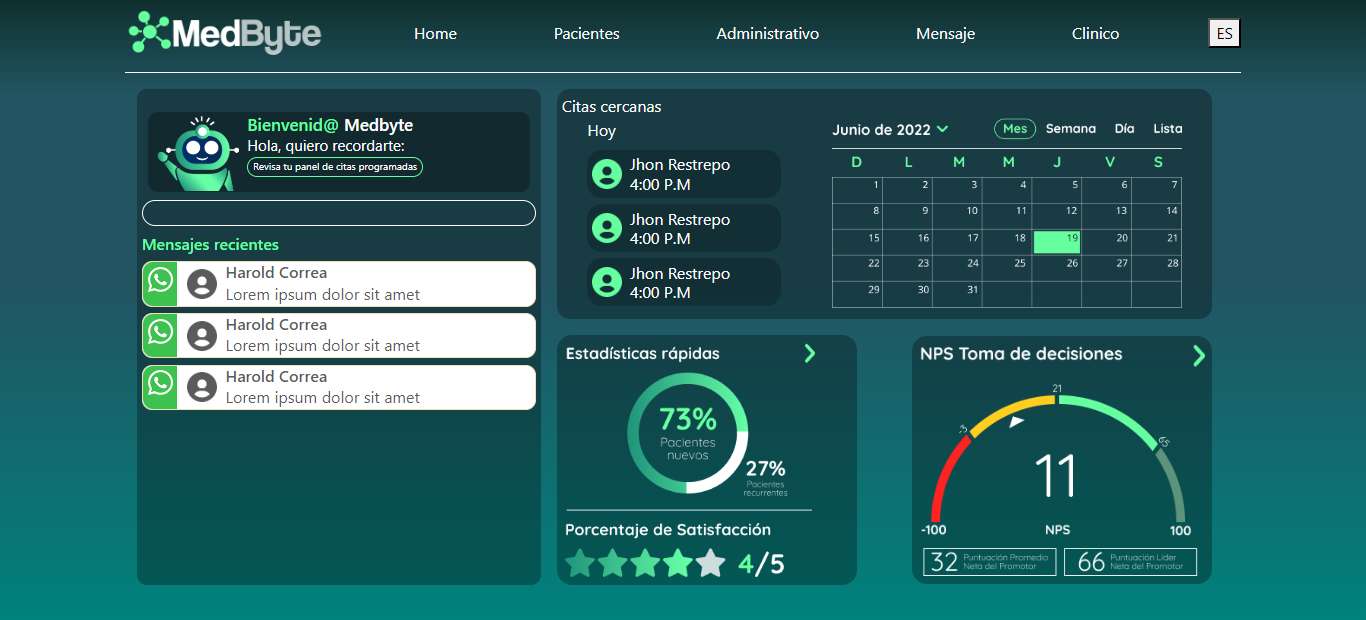 MedByte
Home
Pacientes
Administrativo
Mensaje
Clinico
ES
Bienvenid@ Medbyte
Hola, quiero recordarte:
Revisa tu panel de citas programadas
Mensajes recientes
Harold Correa
Lorem ipsum dolor sit amet
Harold Correa
Lorem ipsum dolor sit amet
Harold Correa
Lorem ipsum dolor sit amet
Citas cercanas
Hoy
Jhon Restrepo
4:00 P.M
Jhon Restrepo
4:00 P.M
Jhon Restrepo
4:00 P.M
Junio de 2022
Mes Semana Día Lista
D L M M J V S
1 2 3 4 5 6 7
8 9 10 11 12 13 14
15 16 17 18 19 20 21
22 23 24 25 26 27 28
29 30 31
Estadísticas rápidas
73%
Pacientes
nuevos
27%
Pacientes
recurrentes
Porcentaje de Satisfacción
4/5
NPS Toma de decisiones
21
-3
65
11
-100
NPS
100
32
Puntuación Promedio
Neta del Promotor
66
Puntuación Líder
Neta del Promotor